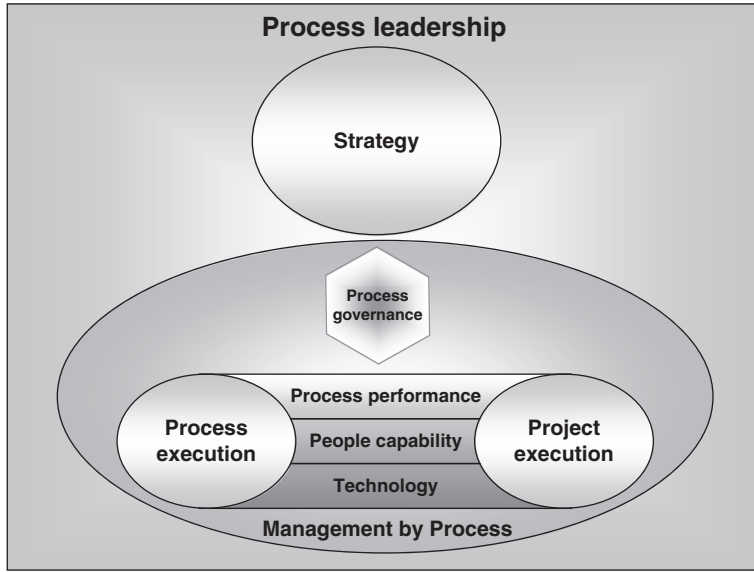 Process leadership
Strategy
Process
governance
Process performance
Process
execution
People capability
Project
execution
Technology
Management by Process